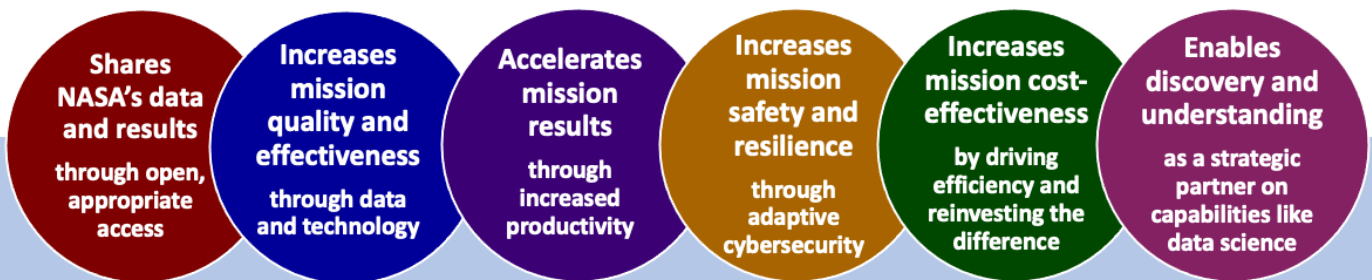 Shares
NASA's data
and results
through open,
appropriate
access
Increases
mission
quality and
effectiveness
through data
and technology
Accelerates
mission
results
through
increased
productivity
Increases
mission
safety and
resilience
through
adaptive
cybersecurity
Increases
mission cost-
effectiveness
by driving
efficiency and
reinvesting the
difference
Enables
discovery and
understanding
as a strategic
partner on
capabilities like
data science